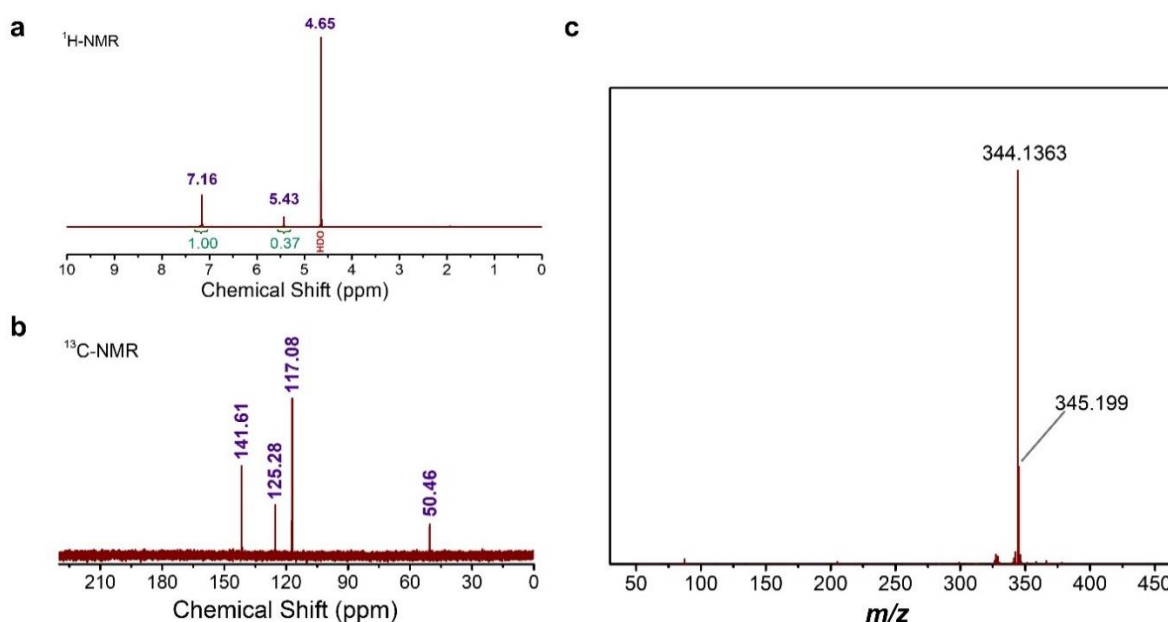 a
¹H-NMR
4.65
7.16
5.43
1.00
0.37
HDO
10 9 8 7 6 5 4 3 2 1 0
Chemical Shift (ppm)
b
¹³C-NMR
141.61
125.28
117.08
50.46
210 180 150 120 90 60 30 0
Chemical Shift (ppm)
c
344.1363
345.199
50 100 150 200 250 300 350 400 450
m/z